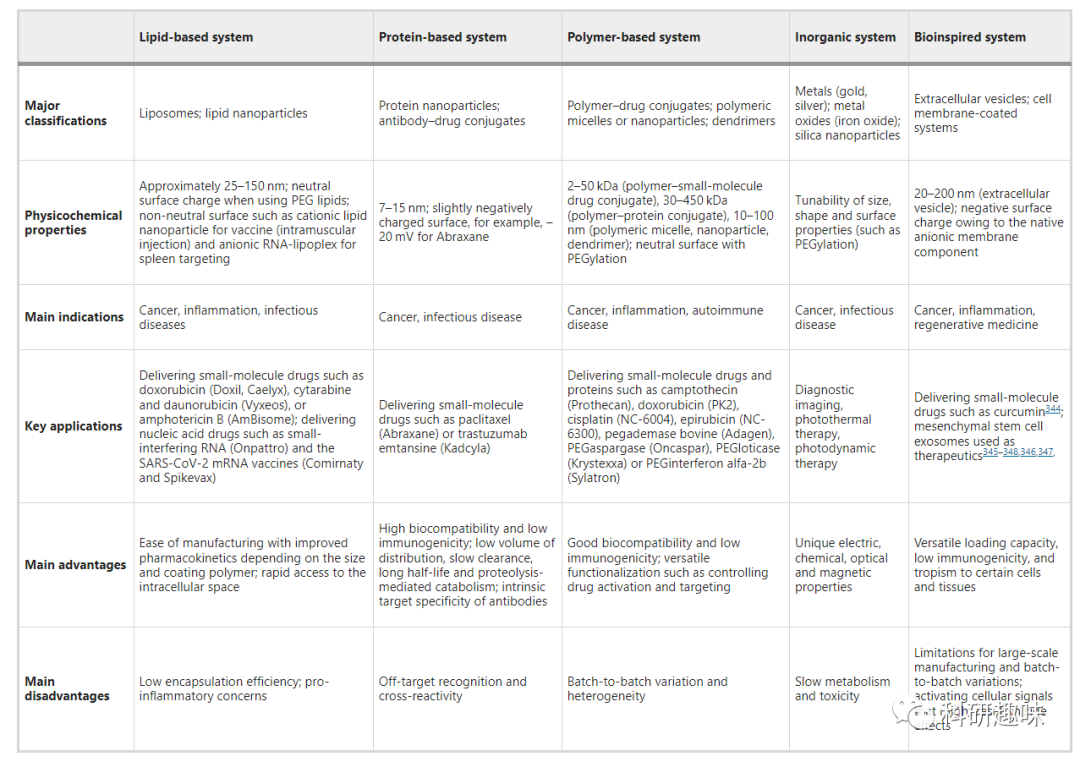 Lipid-based system
Protein-based system
Polymer-based system
Inorganic system
Bioinspired system
Major
classifications
Liposomes; lipid nanoparticles
Protein nanoparticles;
antibody–drug conjugates
Polymer–drug conjugates; polymeric
micelles or nanoparticles; dendrimers
Metals (gold,
silver); metal
oxides (iron oxide);
silica nanoparticles
Extracellular vesicles; cell
membrane-coated
systems
Physicochemical
properties
Approximately 25–150 nm; neutral
surface charge when using PEG lipids;
non-neutral surface such as cationic lipid
nanoparticle for vaccine (intramuscular
injection) and anionic RNA-lipoplex for
spleen targeting
7–15 nm; slightly negatively
charged surface, for example, –
20 mV for Abraxane
2–50 kDa (polymer–small-molecule
drug conjugate), 30–450 kDa
(polymer–protein conjugate), 10–100
nm (polymeric micelle, nanoparticle,
dendrimer); neutral surface with
PEGylation
Tunability of size,
shape and surface
properties (such as
PEGylation)
20–200 nm (extracellular
vesicle); negative surface
charge owing to the native
anionic membrane
component
Main indications
Cancer, inflammation, infectious
diseases
Cancer, infectious disease
Cancer, inflammation, autoimmune
disease
Cancer, infectious
disease
Cancer, inflammation,
regenerative medicine
Key applications
Delivering small-molecule drugs such as
doxorubicin (Doxil, Caelyx), cytarabine
and daunorubicin (Vyxeos), or
amphotericin B (AmBisome); delivering
nucleic acid drugs such as small-
interfering RNA (Onpattro) and the
SARS-CoV-2 mRNA vaccines (Comirnaty
and Spikevax)
Delivering small-molecule
drugs such as paclitaxel
(Abraxane) or trastuzumab
emtansine (Kadcyla)
Delivering small-molecule drugs and
proteins such as camptothecin
(Prothecan), doxorubicin (PK2),
cisplatin (NC-6004), epirubicin (NC-
6300), pegademase bovine (Adagen),
PEGaspargase (Oncaspar), PEGloticase
(Krystexxa) or PEGinterferon alfa-2b
(Sylatron)
Diagnostic
imaging,
photothermal
therapy,
photodynamic
therapy
Delivering small-molecule
drugs such as curcumin344;
mesenchymal stem cell
exosomes used as
therapeutics345–348,346,347.
Main advantages
Ease of manufacturing with improved
pharmacokinetics depending on the size
and coating polymer; rapid access to the
intracellular space
High biocompatibility and low
immunogenicity; low volume of
distribution, slow clearance,
long half-life and proteolysis-
mediated catabolism; intrinsic
target specificity of antibodies
Good biocompatibility and low
immunogenicity; versatile
functionalization such as controlling
drug activation and targeting
Unique electric,
chemical, optical
and magnetic
properties
Versatile loading capacity,
low immunogenicity, and
tropism to certain cells
and tissues
Main
disadvantages
Low encapsulation efficiency; pro-
inflammatory concerns
Off-target recognition and
cross-reactivity
Batch-to-batch variation and
heterogeneity
Slow metabolism
and toxicity
Limitations for large-scale
manufacturing and batch-
to-batch variations;
activating cellular signals
effects
科研趣味